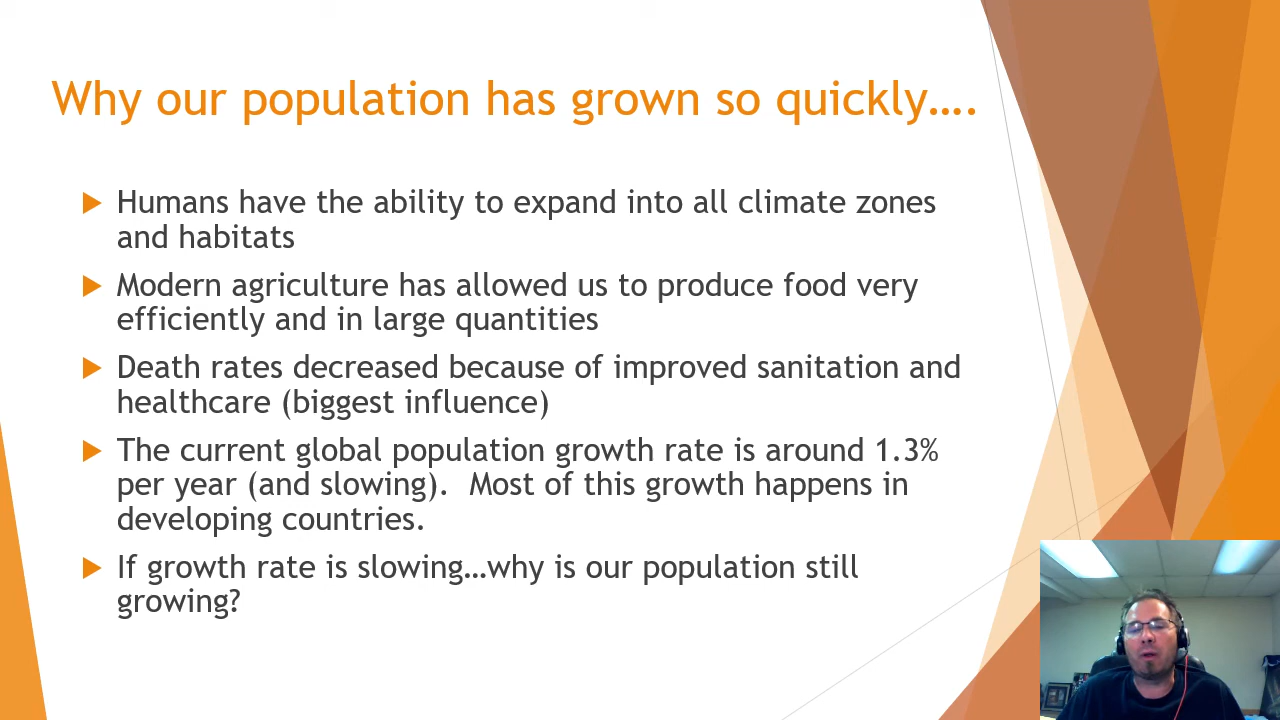 Why our population has grown so quickly….
Humans have the ability to expand into all climate zones
and habitats
Modern agriculture has allowed us to produce food very
efficiently and in large quantities
Death rates decreased because of improved sanitation and
healthcare (biggest influence)
The current global population growth rate is around 1.3%
per year (and slowing).  Most of this growth happens in
developing countries.
If growth rate is slowing…why is our population still
growing?